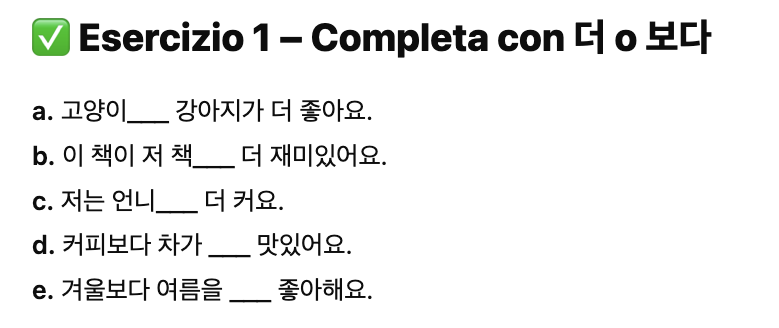 ✅ Esercizio 1 – Completa con 더 o 보다
a. 고양이___ 강아지가 더 좋아요.
b. 이 책이 저 책___ 더 재미있어요.
c. 저는 언니___ 더 커요.
d. 커피보다 차가 ___ 맛있어요.
e. 겨울보다 여름을 ___ 좋아해요.